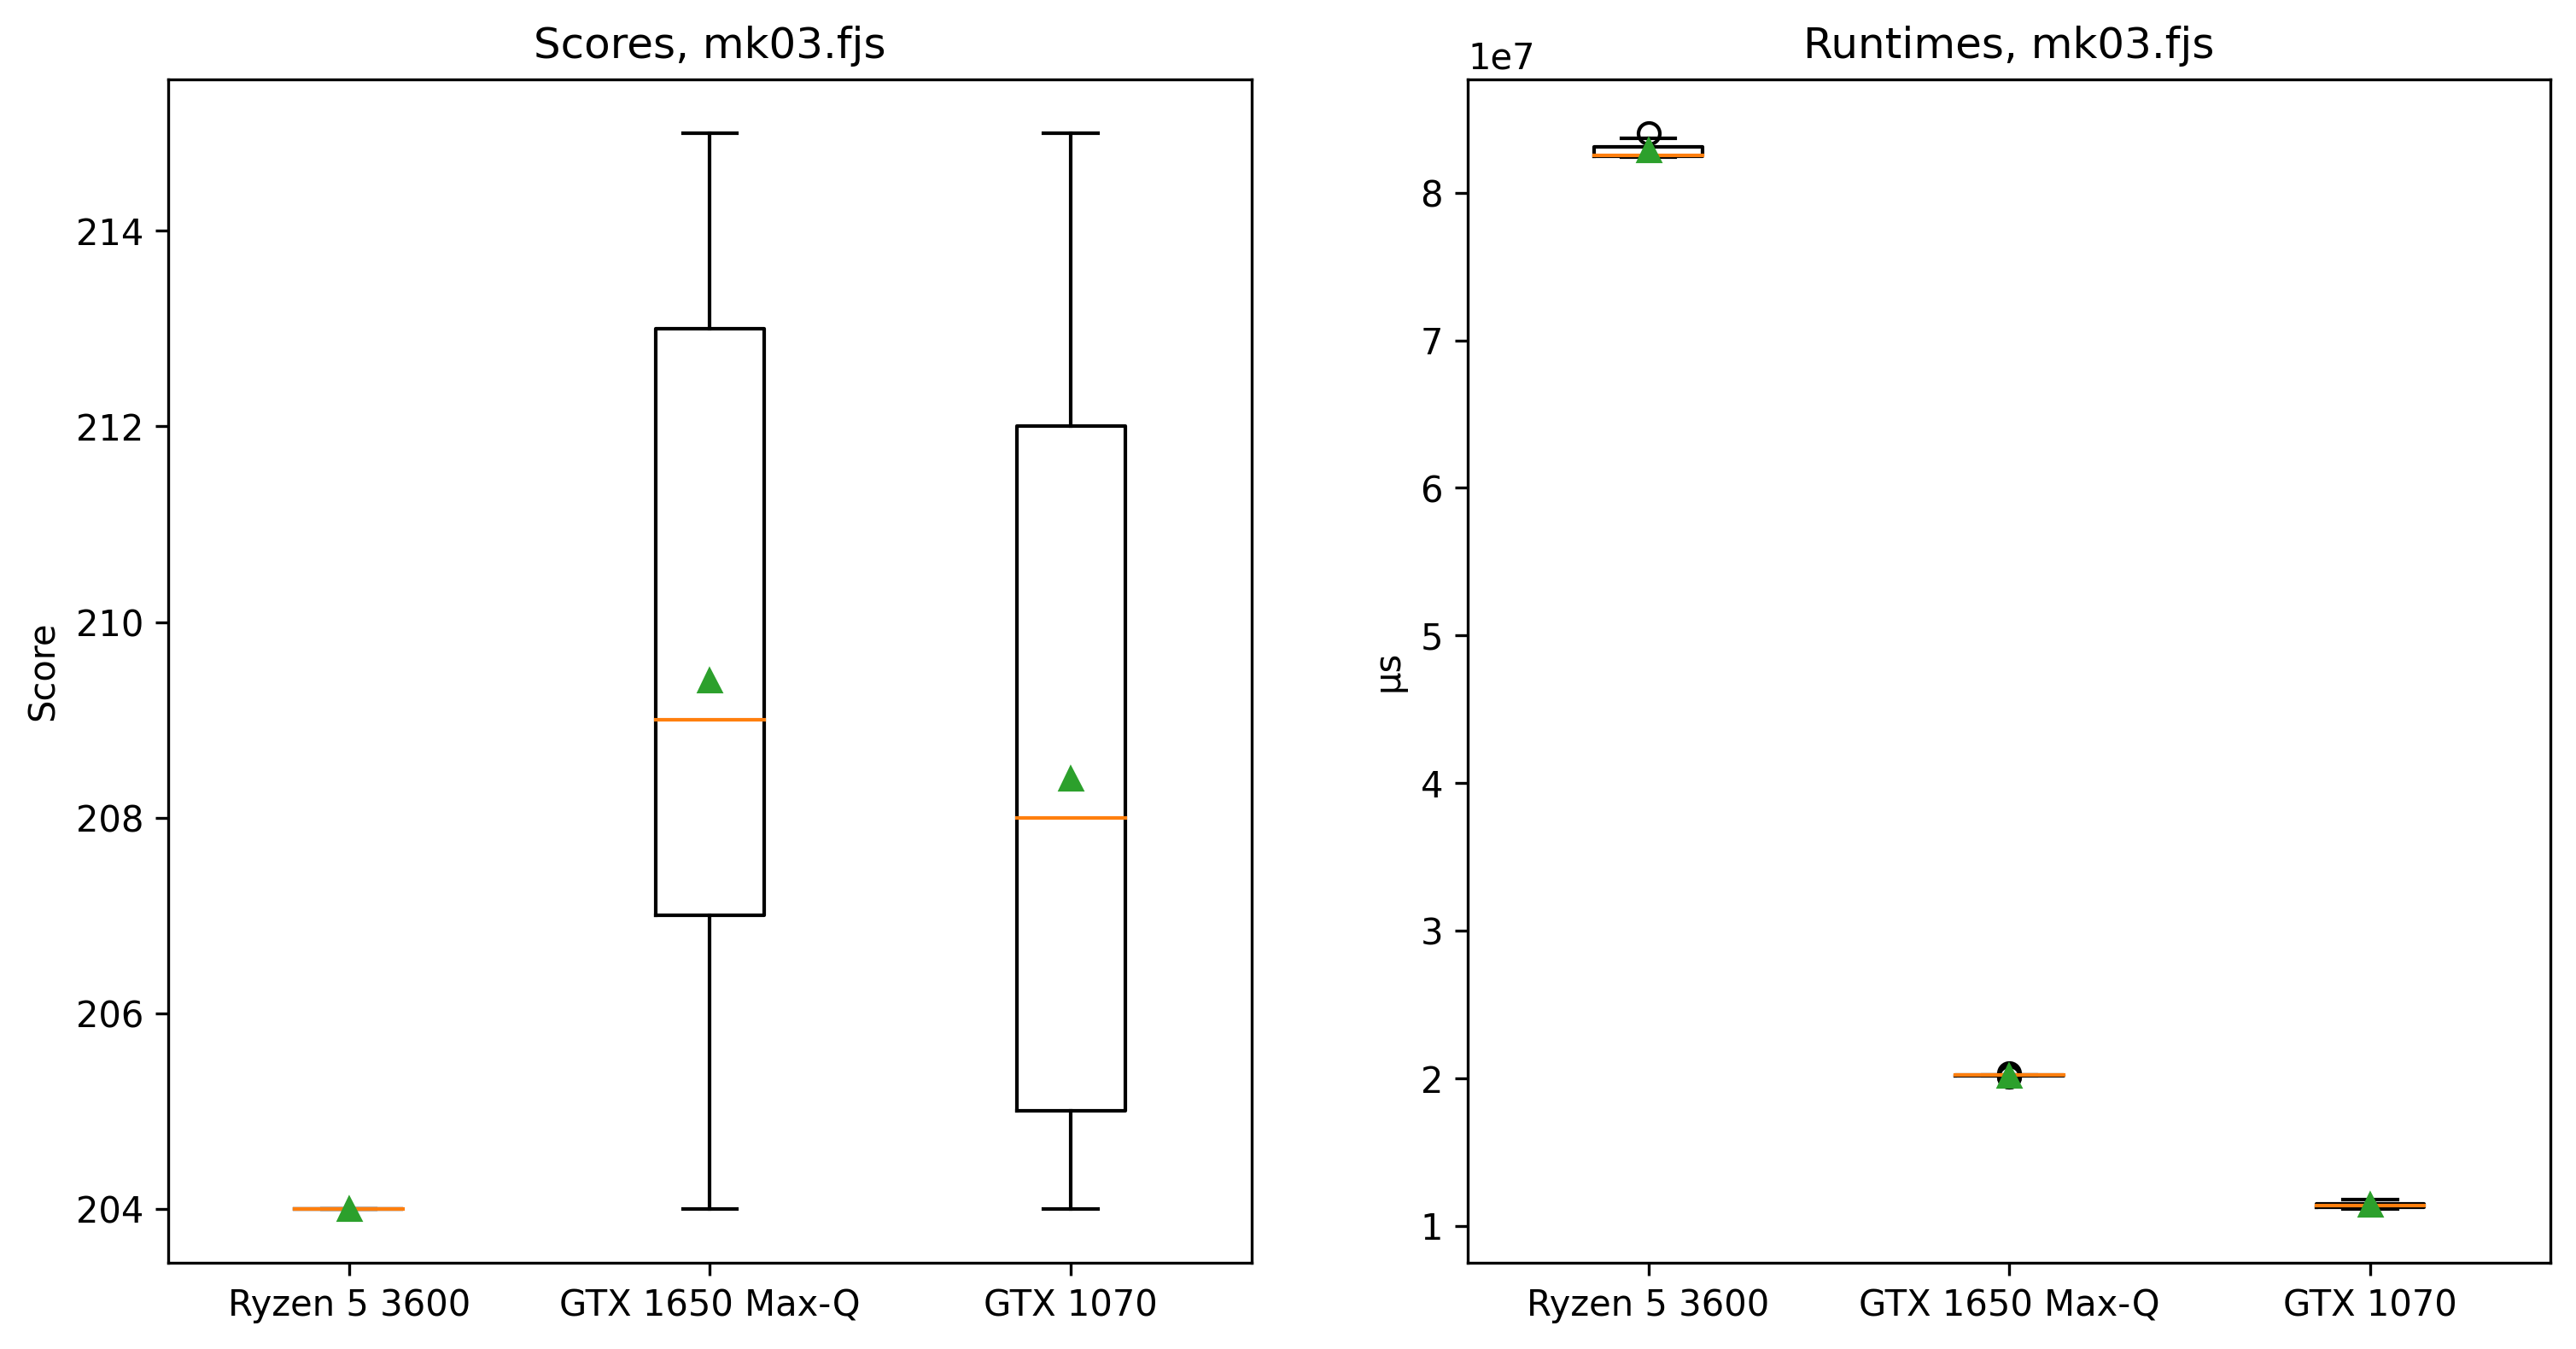 Scores, mk03.fjs
Score
214
212
210
208
206
204
Ryzen 5 3600
GTX 1650 Max-Q
GTX 1070
Runtimes, mk03.fjs
1e7
µs
8
7
6
5
4
3
2
1
Ryzen 5 3600
GTX 1650 Max-Q
GTX 1070